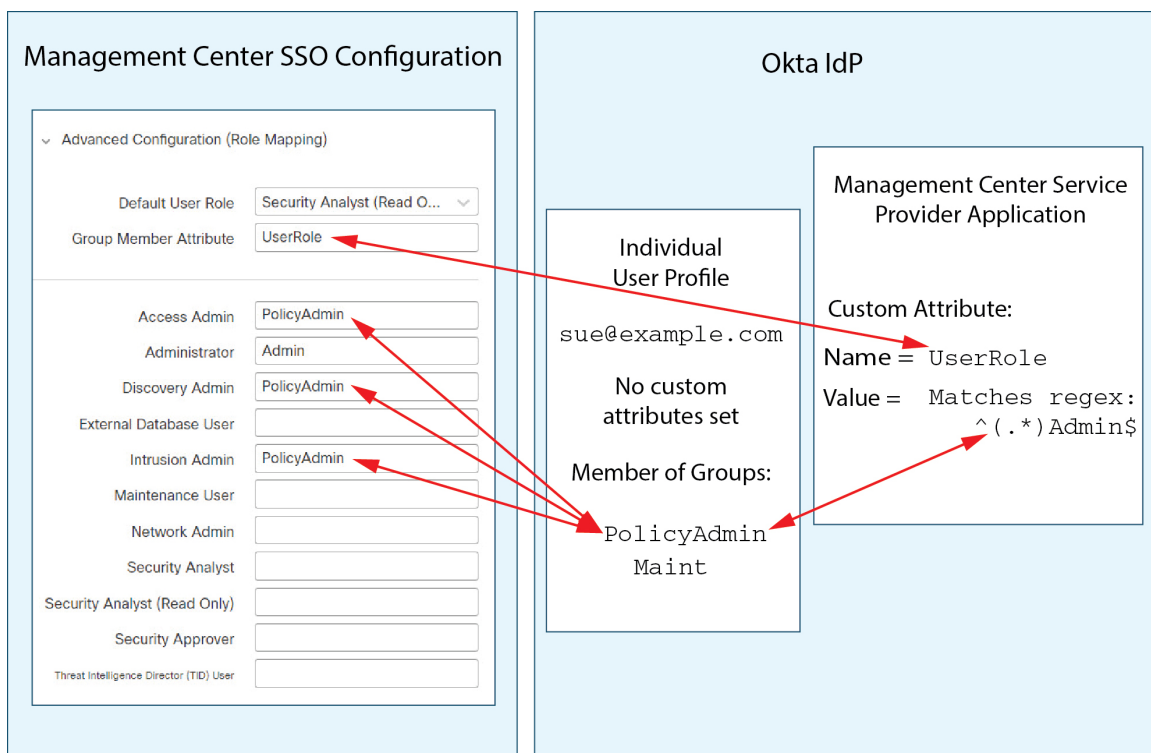 Management Center SSO Configuration
Advanced Configuration (Role Mapping)
Default User Role Security Analyst (Read O...
Group Member Attribute UserRole
Access Admin PolicyAdmin
Administrator Admin
Discovery Admin PolicyAdmin
External Database User
Intrusion Admin PolicyAdmin
Maintenance User
Network Admin
Security Analyst
Security Analyst (Read Only)
Security Approver
Threat Intelligence Director (TID) User
Okta IdP
Individual
User Profile
sue@example.com
No custom
attributes set
Member of Groups:
PolicyAdmin
Maint
Management Center Service
Provider Application
Custom Attribute:
Name = UserRole
Value = Matches regex:
^(.*)Admin$